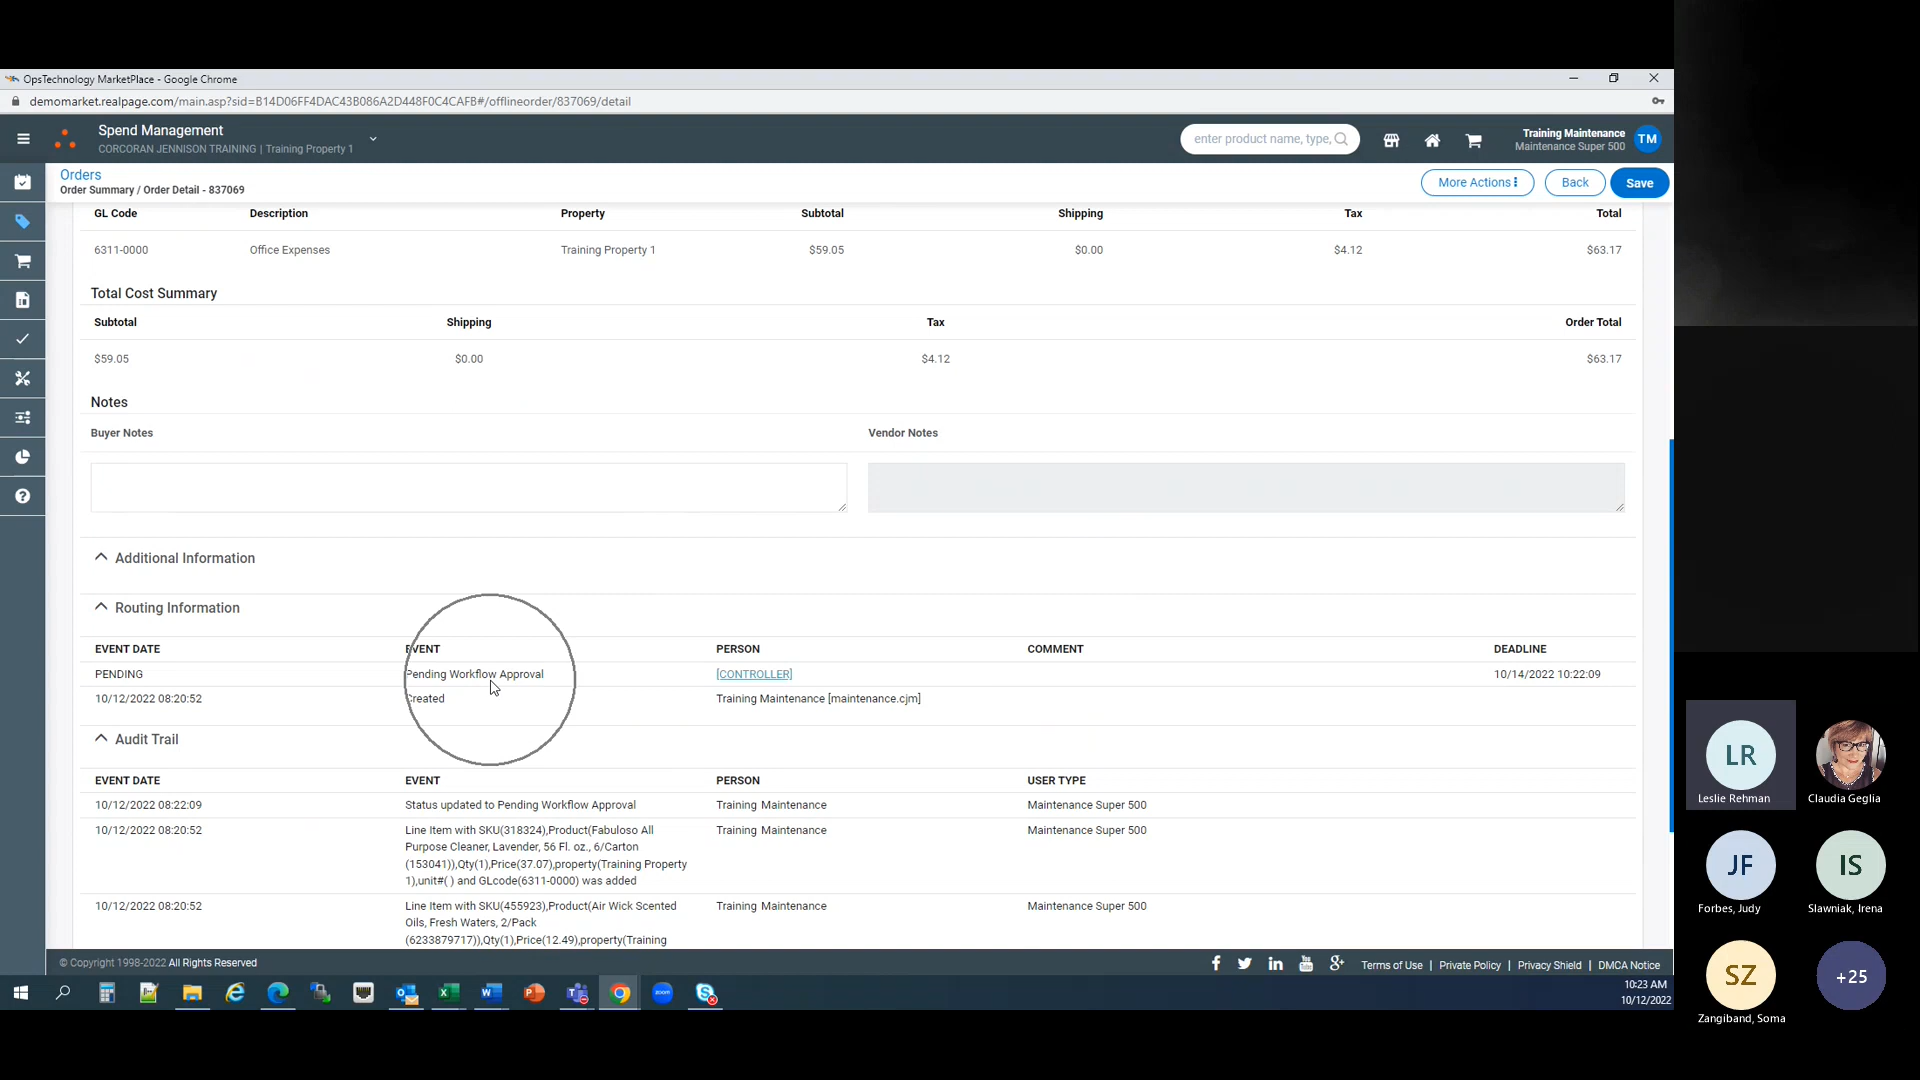 OpsTechnology MarketPlace - Google Chrome
demomarket.realpage.com/main.asp?sid=B14D06FF4DAC43B086A2D448F0C4CAFB#/offlineorder/837069/detail
Spend Management
CORCORAN JENNISON TRAINING | Training Property 1
enter product name, type,
Training Maintenance
Maintenance Super 500
TM
Orders
Order Summary / Order Detail - 837069
More Actions
Back
Save
GL Code Description Property Subtotal Shipping Tax Total
6311-0000 Office Expenses Training Property 1 $59.05 $0.00 $4.12 $63.17
Total Cost Summary
Subtotal Shipping Tax Order Total
$59.05 $0.00 $4.12 $63.17
Notes
Buyer Notes Vendor Notes
Additional Information
Routing Information
EVENT DATE EVENT PERSON COMMENT DEADLINE
PENDING Pending Workflow Approval [CONTROLLER] 10/14/2022 10:22:09
10/12/2022 08:20:52 Created Training Maintenance [maintenance.cjm]
Audit Trail
EVENT DATE EVENT PERSON USER TYPE
10/12/2022 08:22:09 Status updated to Pending Workflow Approval Training Maintenance Maintenance Super 500
10/12/2022 08:20:52 Line Item with SKU(318324),Product(Fabuloso All Training Maintenance Maintenance Super 500
Purpose Cleaner, Lavender, 56 Fl. oz., 6/Carton
(153041)),Qty(1),Price(37.07),property(Training Property
1),unit#( ) and GLcode(6311-0000) was added
10/12/2022 08:20:52 Line Item with SKU(455923),Product(Air Wick Scented Training Maintenance Maintenance Super 500
Oils, Fresh Waters, 2/Pack
(6233879717)),Qty(1),Price(12.49),property(Training
© Copyright 1998-2022 All Rights Reserved
Terms of Use | Private Policy | Privacy Shield | DMCA Notice
10:23 AM
10/12/2022
LR
Leslie Rehman
Claudia Geglia
JF
Forbes, Judy
IS
Slawniak, Irena
SZ
Zangiband, Soma
+25